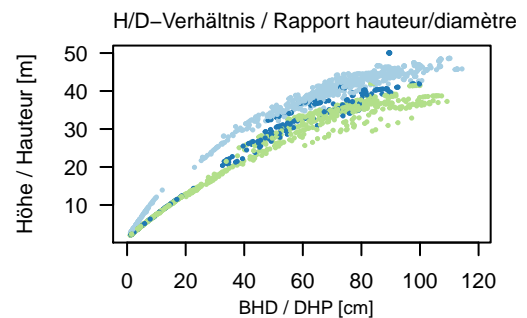 H/D–Verhältnis / Rapport hauteur/diamètre
Höhe / Hauteur [m]
50
40
30
20
10
0 20 40 60 80 100 120
BHD / DHP [cm]